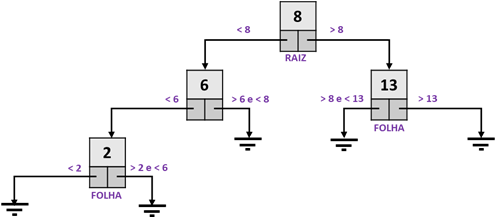 8
< 8
> 8
RAIZ
6
13
< 6
> 6 e < 8
> 8 e < 13
> 13
FOLHA
2
< 2
> 2 e < 6
FOLHA